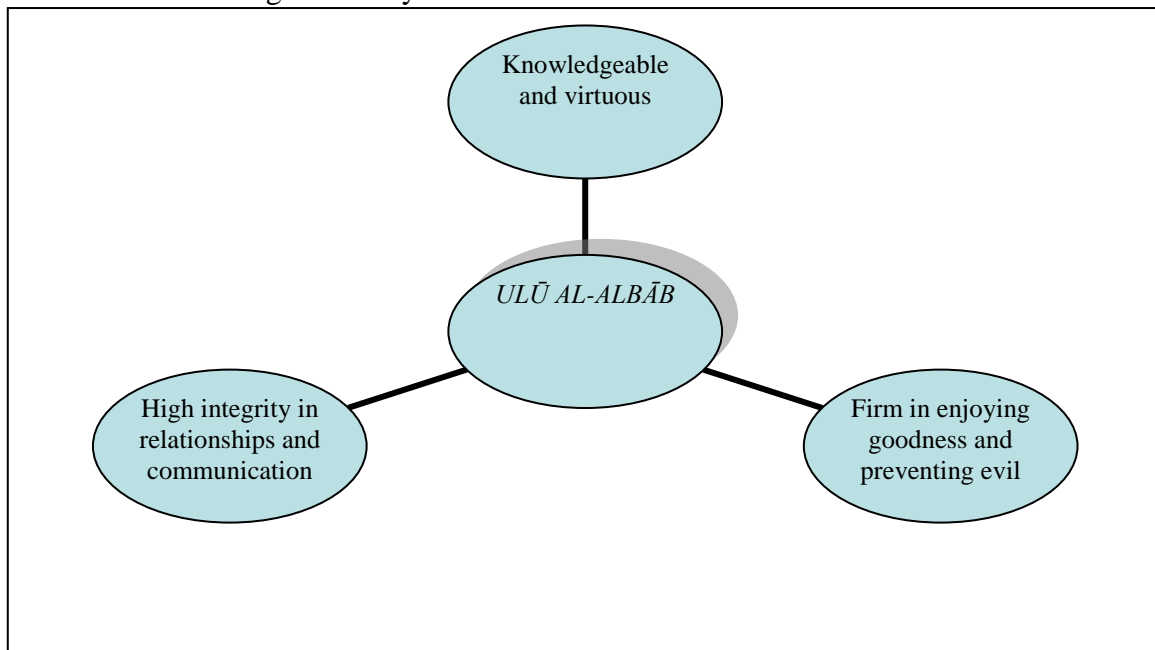 Knowledgeable
and virtuous
ULŪ AL-ALBĀB
High integrity in
relationships and
communication
Firm in enjoying
goodness and
preventing evil